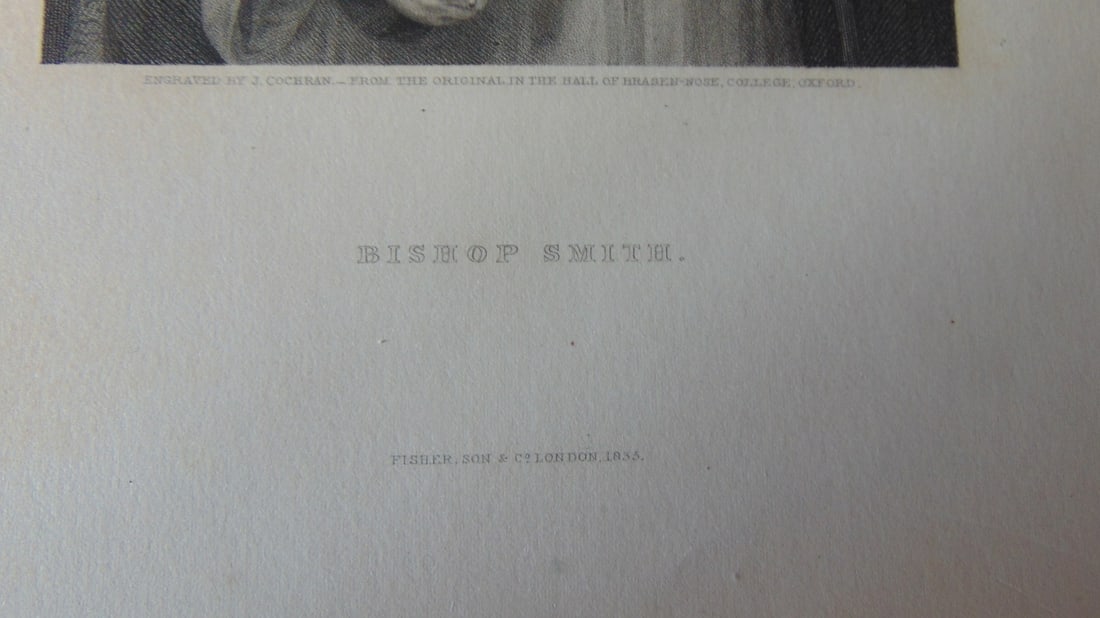 ENGRAVED BY J. COCHRAN.—FROM THE ORIGINAL IN THE HALL OF BRASEN-NOSE, COLLEGE, OXFORD.
BISHOP SMITH.
FISHER, SON & Co. LONDON, 1835.